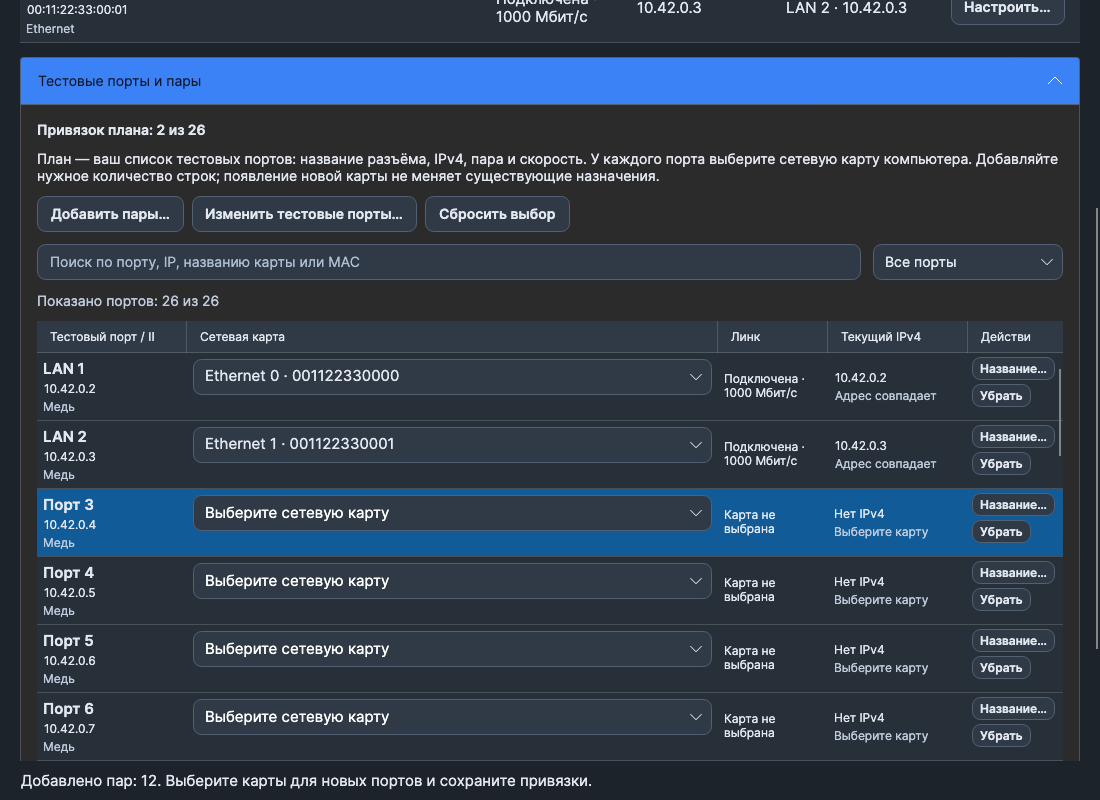 00:11:22:33:00:01
Ethernet
Подключена ·
1000 Мбит/с
10.42.0.3
LAN 2 · 10.42.0.3
Настроить...
Тестовые порты и пары
Привязок плана: 2 из 26
План — ваш список тестовых портов: название разъёма, IPv4, пара и скорость. У каждого порта выберите сетевую карту компьютера. Добавляйте
нужное количество строк; появление новой карты не меняет существующие назначения.
Добавить пары...
Изменить тестовые порты...
Сбросить выбор
Поиск по порту, IP, названию карты или MAC
Все порты
Показано портов: 26 из 26
Тестовый порт / II
Сетевая карта
Линк
Текущий IPv4
Действи
LAN 1
10.42.0.2
Медь
Ethernet 0 · 001122330000
Подключена ·
1000 Мбит/с
10.42.0.2
Адрес совпадает
Название...
Убрать
LAN 2
10.42.0.3
Медь
Ethernet 1 · 001122330001
Подключена ·
1000 Мбит/с
10.42.0.3
Адрес совпадает
Название...
Убрать
Порт 3
10.42.0.4
Медь
Выберите сетевую карту
Карта не
выбрана
Нет IPv4
Выберите карту
Название...
Убрать
Порт 4
10.42.0.5
Медь
Выберите сетевую карту
Карта не
выбрана
Нет IPv4
Выберите карту
Название...
Убрать
Порт 5
10.42.0.6
Медь
Выберите сетевую карту
Карта не
выбрана
Нет IPv4
Выберите карту
Название...
Убрать
Порт 6
10.42.0.7
Медь
Выберите сетевую карту
Карта не
выбрана
Нет IPv4
Выберите карту
Название...
Убрать
Добавлено пар: 12. Выберите карты для новых портов и сохраните привязки.